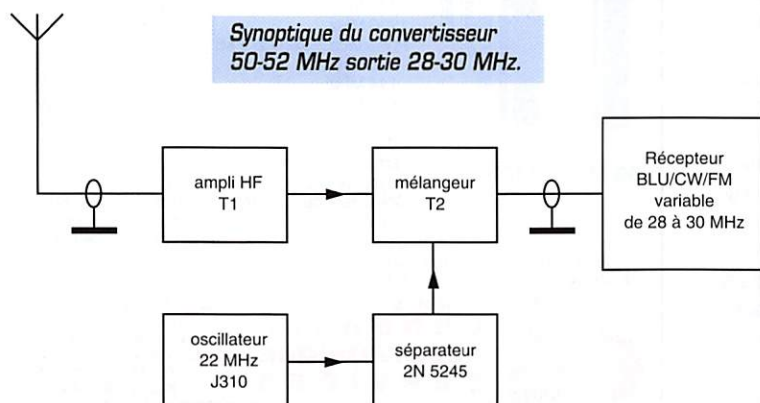 Synoptique du convertisseur
50-52 MHz sortie 28-30 MHz.
ampli HF
T1
mélangeur
T2
Récepteur
BLU/CW/FM
variable
de 28 à 30 MHz
oscillateur
22 MHz
J310
séparateur
2N 5245